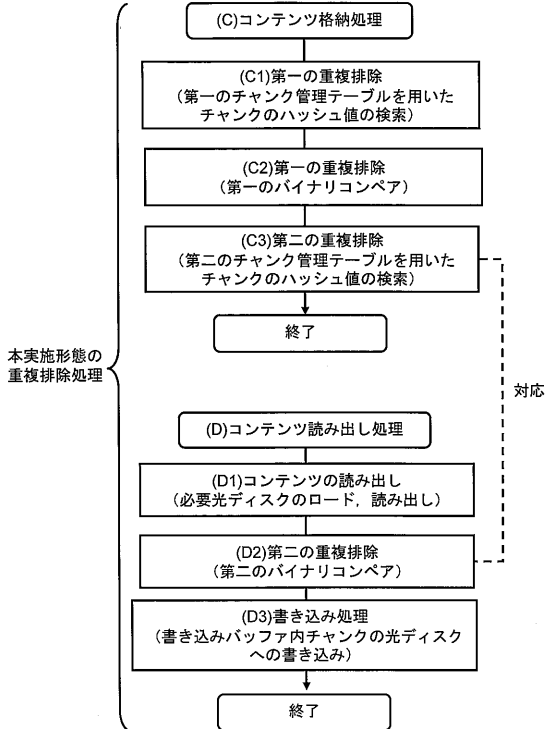 (C)コンテンツ格納処理
(C1)第一の重複排除
（第一のチャンク管理テーブルを用いた
チャンクのハッシュ値の検索）
(C2)第一の重複排除
（第一のバイナリコンペア）
(C3)第二の重複排除
（第二のチャンク管理テーブルを用いた
チャンクのハッシュ値の検索）
終了
本実施形態の
重複排除処理
対応
(D)コンテンツ読み出し処理
(D1)コンテンツの読み出し
（必要光ディスクのロード，読み出し）
(D2)第二の重複排除
（第二のバイナリコンペア）
(D3)書き込み処理
（書き込みバッファ内チャンクの光ディスク
への書き込み）
終了